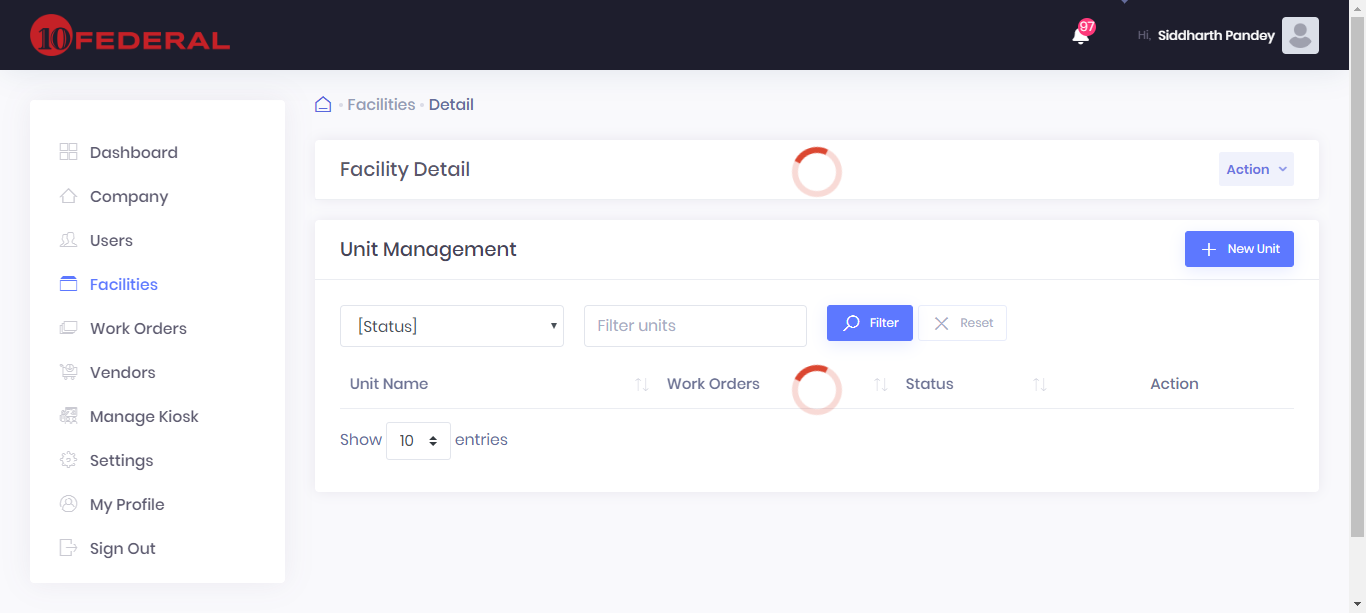 10 FEDERAL
97
Hi, Siddharth Pandey
Facilities Detail
Dashboard
Company
Users
Facilities
Work Orders
Vendors
Manage Kiosk
Settings
My Profile
Sign Out
Facility Detail
Action
Unit Management
New Unit
[Status]
Filter units
Filter
Reset
Unit Name Work Orders Status Action
Show 10 entries